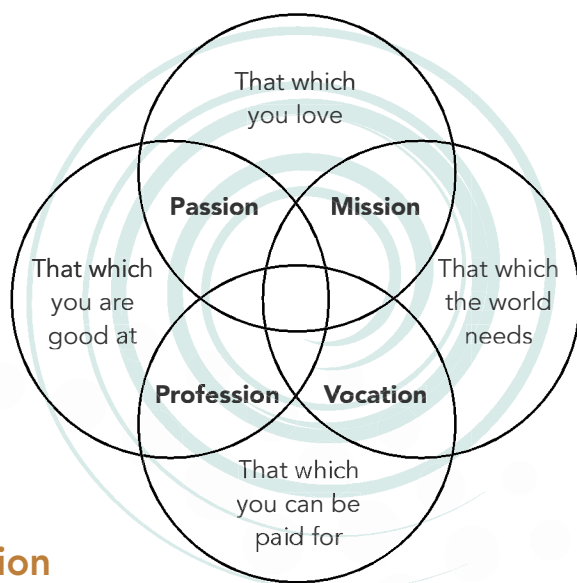 That which
you love
Passion
Mission
That which
you are
good at
That which
the world
needs
Profession
Vocation
That which
you can be
paid for
ion